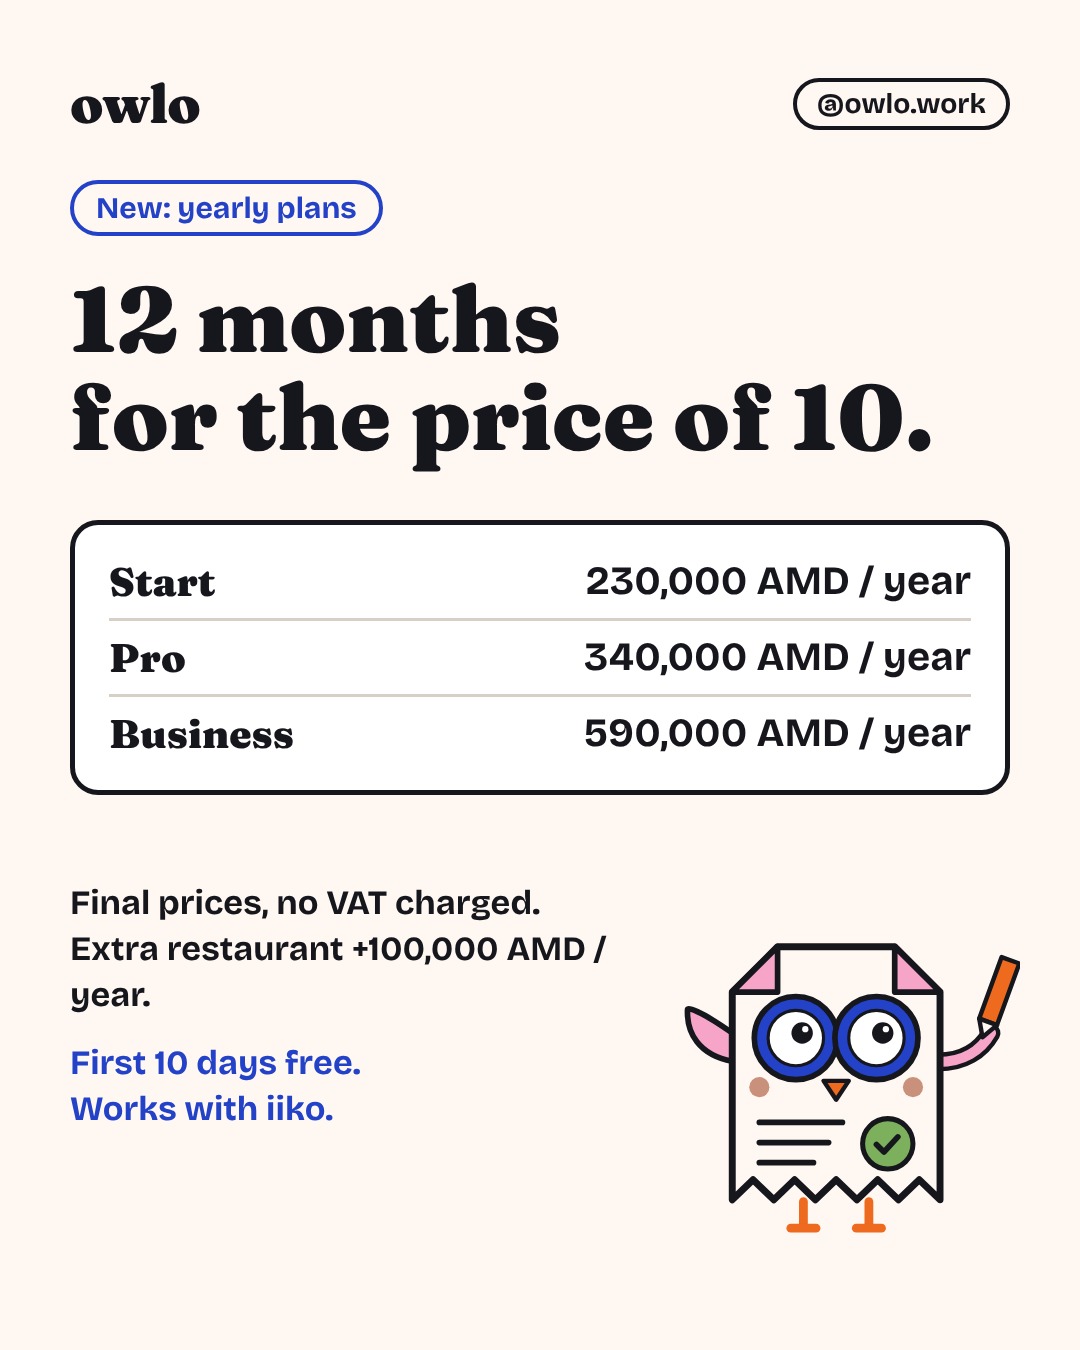 owlo
@owlo.work
New: yearly plans
12 months
for the price of 10.
Start 230,000 AMD / year
Pro 340,000 AMD / year
Business 590,000 AMD / year
Final prices, no VAT charged.
Extra restaurant +100,000 AMD /
year.
First 10 days free.
Works with iiko.